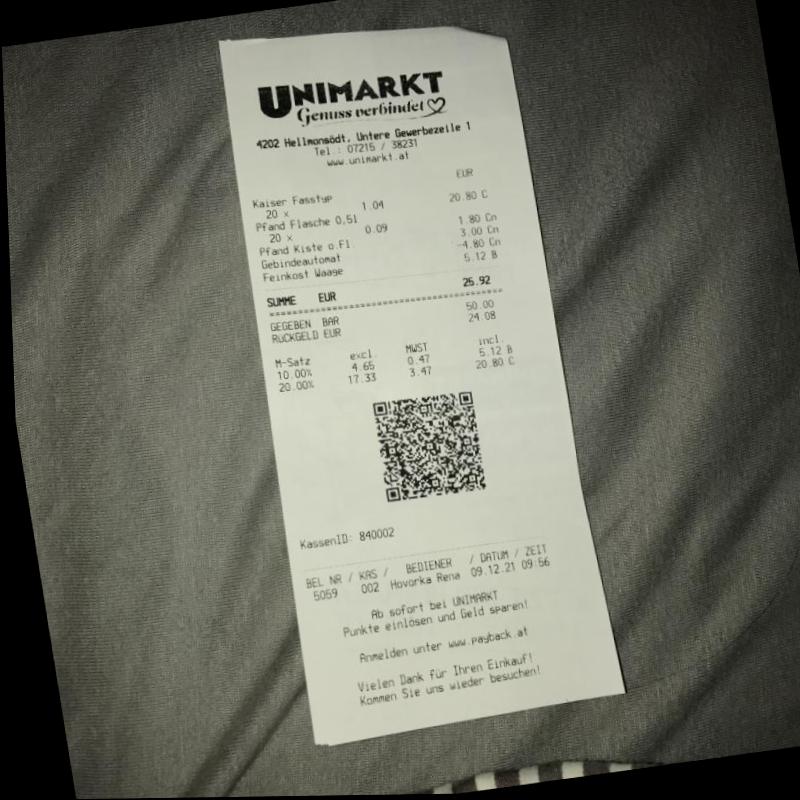 UNIMARKT
Genuss verbindet
4202 Hellmonsödt, Untere Gewerbezeile 1
Tel.: 07215 / 38231
www.unimarkt.at
EUR
Kaiser Fasstyp
20 x 1.04 20.80 C
Pfand Flasche 0,5l
20 x 0.09 1.80 Cn
Pfand Kiste o.Fl 3.00 Cn
Gebindeautomat -4.80 Cn
Feinkost Waage 5.12 B
SUMME EUR 25.92
GEGEBEN BAR 50.00
RÜCKGELD EUR 24.08
M-Satz excl. MWST incl.
10.00% 4.65 0.47 5.12 B
20.00% 17.33 3.47 20.80 C
KassenID: 840002
BEL NR / KAS / BEDIENER / DATUM / ZEIT
5059 002 Hovorka Rena 09.12.21 09:56
Ab sofort bei UNIMARKT
Punkte einlösen und Geld sparen!
Anmelden unter www.payback.at
Vielen Dank für Ihren Einkauf!
Kommen Sie uns wieder besuchen!